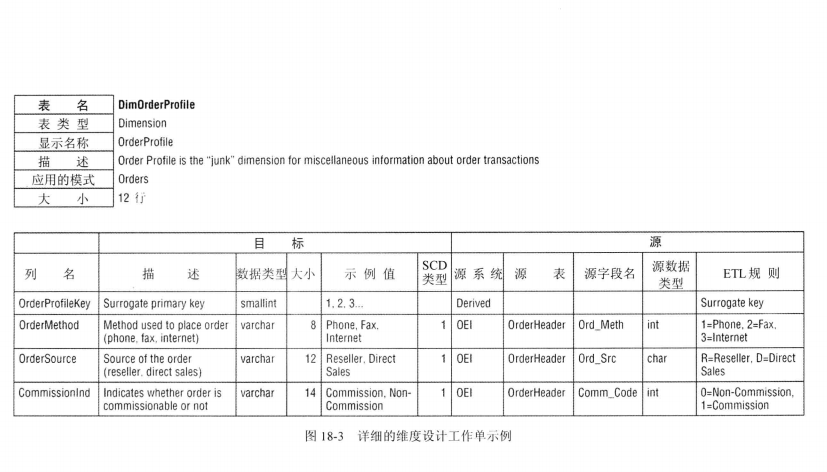 表 名 DimOrderProfile
表 类 型 Dimension
显示名称 OrderProfile
描 述 Order Profile is the "junk" dimension for miscellaneous information about order transactions
应用的模式 Orders
大 小 12 行
目 标 源
列 名 描 述 数据类型 大小 示 例 值 SCD 类型 源 系 统 源 表 源字段名 源数据类型 ETL 规 则
OrderProfileKey Surrogate primary key smallint 1, 2, 3... Derived Surrogate key
OrderMethod Method used to place order varchar 8 Phone, Fax, 1 OEI OrderHeader Ord_Meth int 1=Phone, 2=Fax,
(phone, fax, internet) Internet 3=Internet
OrderSource Source of the order varchar 12 Reseller, Direct 1 OEI OrderHeader Ord_Src char R=Reseller, D=Direct
(reseller, direct sales) Sales Sales
CommissionInd Indicates whether order is varchar 14 Commission, Non- 1 OEI OrderHeader Comm_Code int 0=Non-Commission,
commissionable or not Commission 1=Commission
图 18-3 详细的维度设计工作单示例